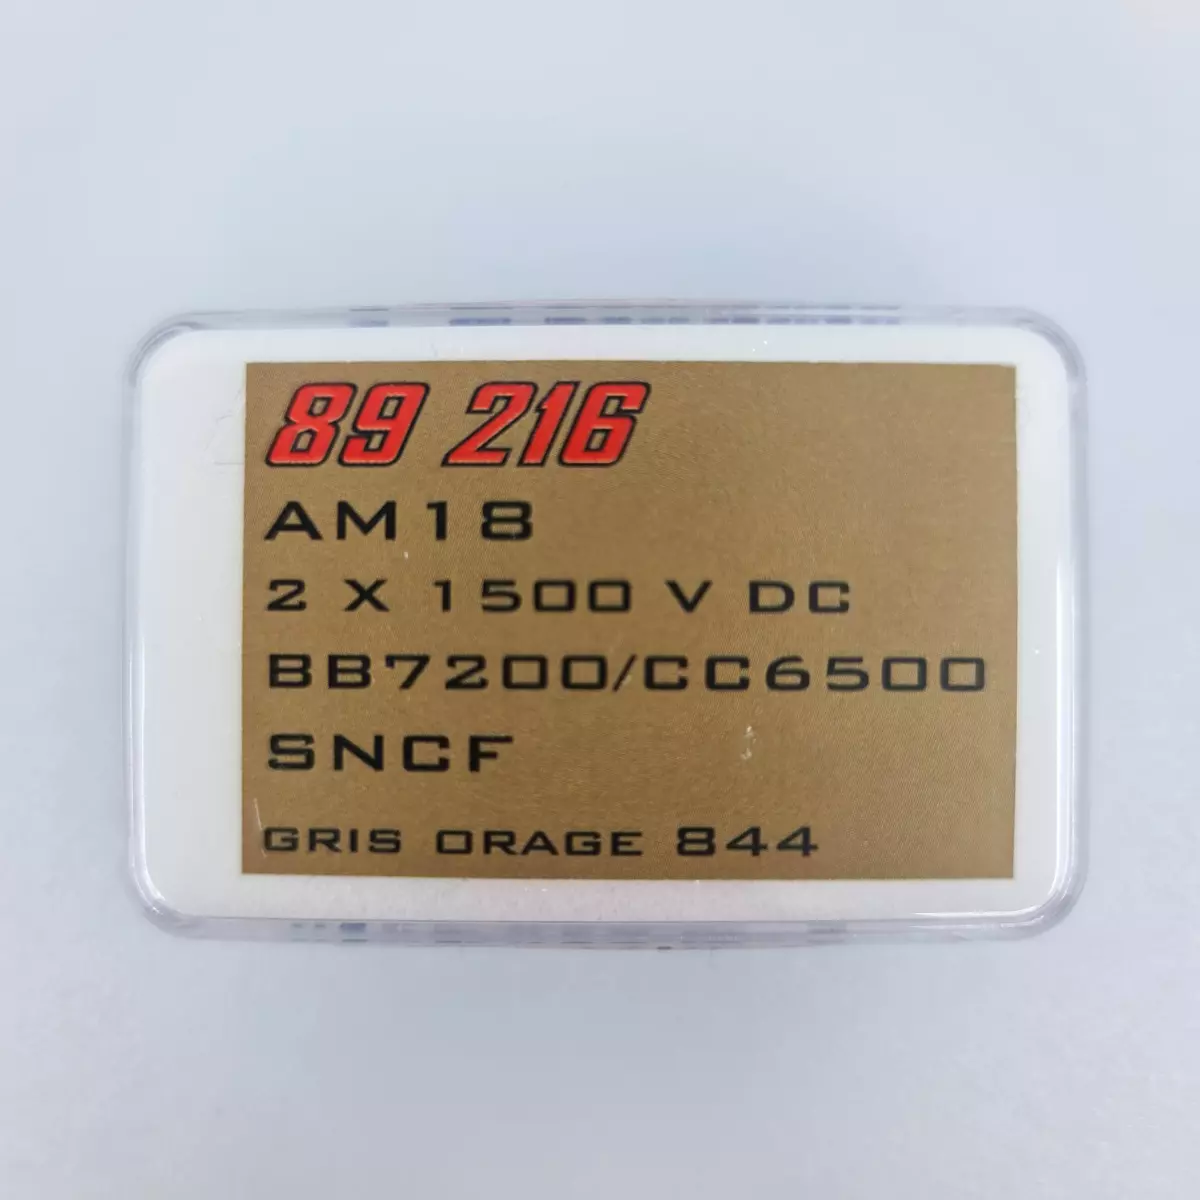 89 216
AM18
2 X 1500 V DC
BB7200/CC6500
SNCF
GRIS ORAGE 844